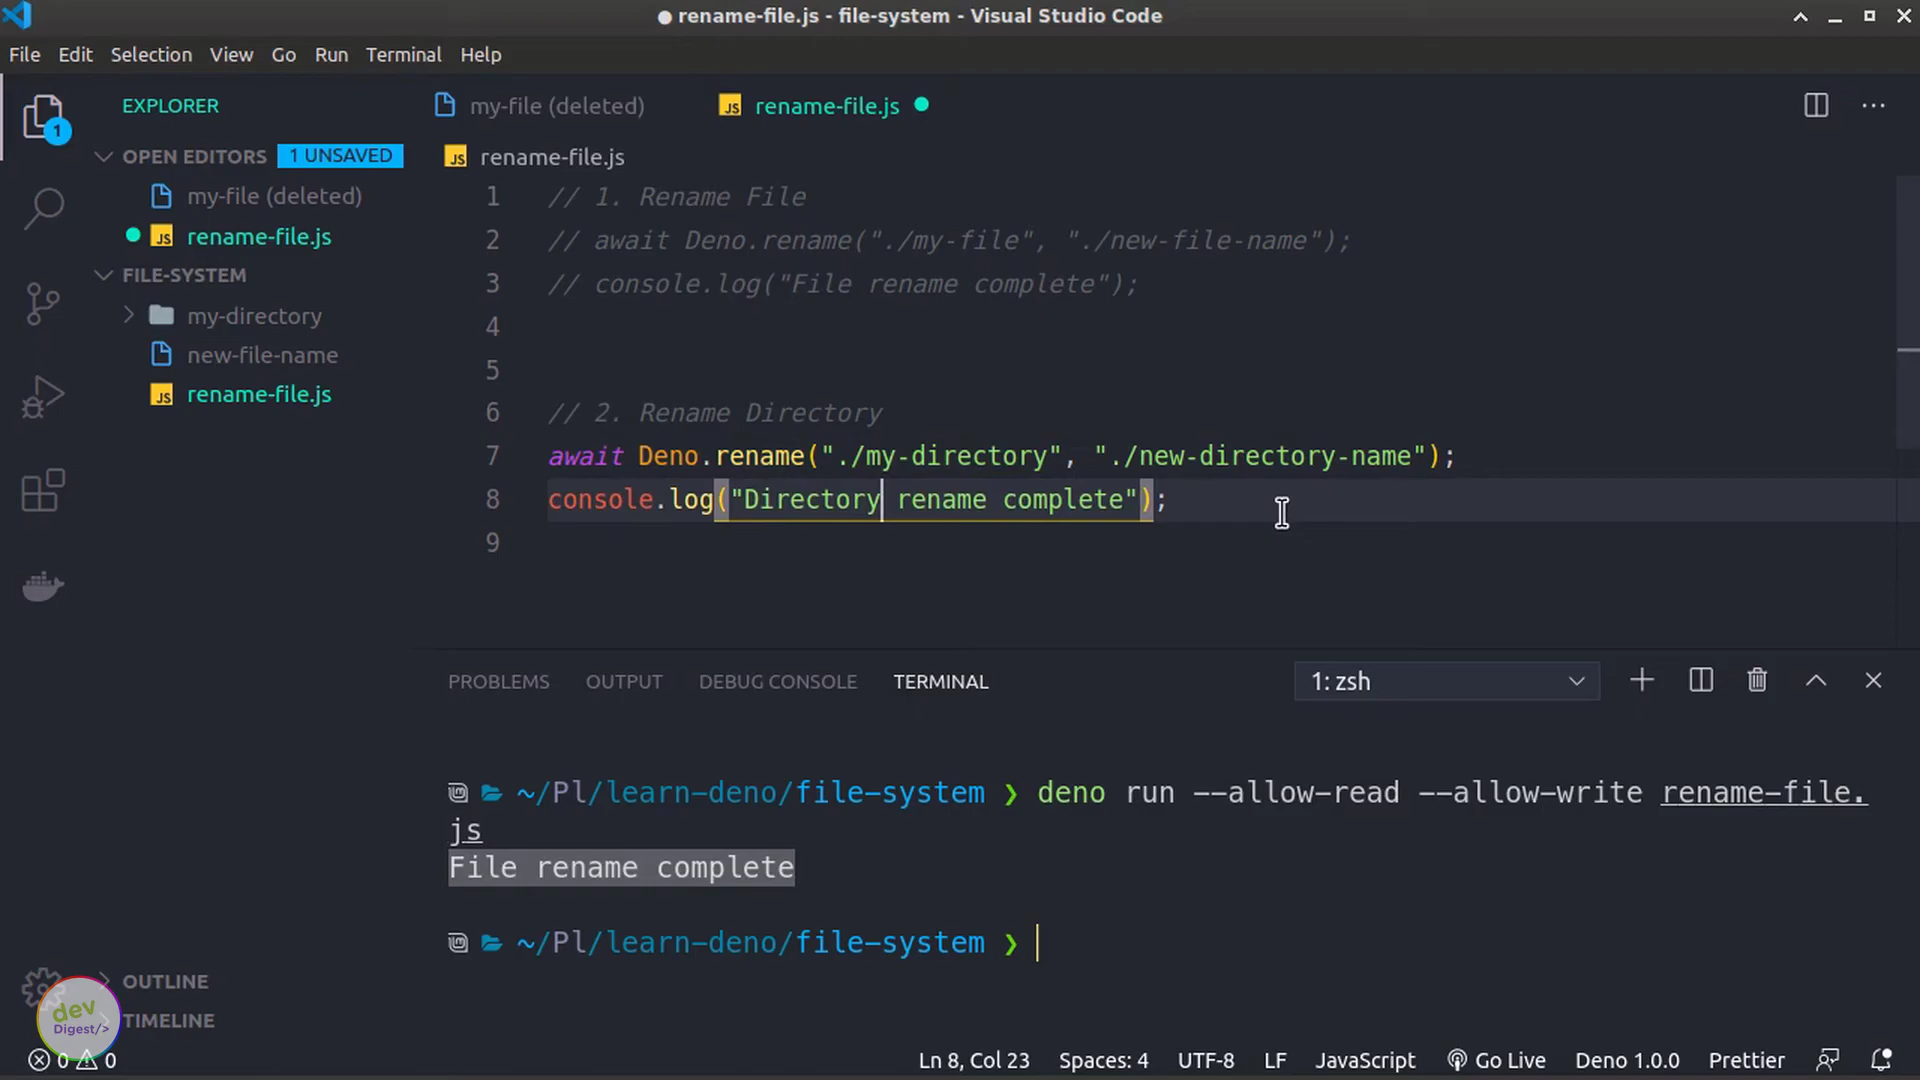 rename-file.js - file-system - Visual Studio Code
File Edit Selection View Go Run Terminal Help
EXPLORER
1
OPEN EDITORS 1 UNSAVED
my-file (deleted)
JS rename-file.js
FILE-SYSTEM
my-directory
new-file-name
JS rename-file.js
my-file (deleted) JS rename-file.js
JS rename-file.js
1 // 1. Rename File
2 // await Deno.rename("./my-file", "./new-file-name");
3 // console.log("File rename complete");
4
5
6 // 2. Rename Directory
7 await Deno.rename("./my-directory", "./new-directory-name");
8 console.log("Directory rename complete");
9
PROBLEMS OUTPUT DEBUG CONSOLE TERMINAL 1: zsh
~/Pl/learn-deno/file-system ❯ deno run --allow-read --allow-write rename-file.
js
File rename complete
~/Pl/learn-deno/file-system ❯
OUTLINE
TIMELINE
dev
Digest/>
0 0 Ln 8, Col 23 Spaces: 4 UTF-8 LF JavaScript Go Live Deno 1.0.0 Prettier